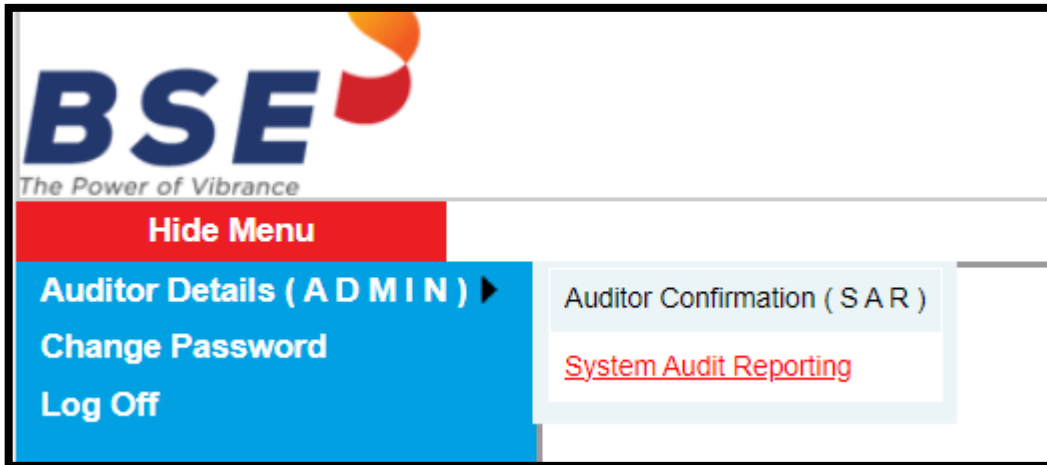 BSE
The Power of Vibrance
Hide Menu
Auditor Details ( A D M I N )
Auditor Confirmation ( S A R )
Change Password
System Audit Reporting
Log Off